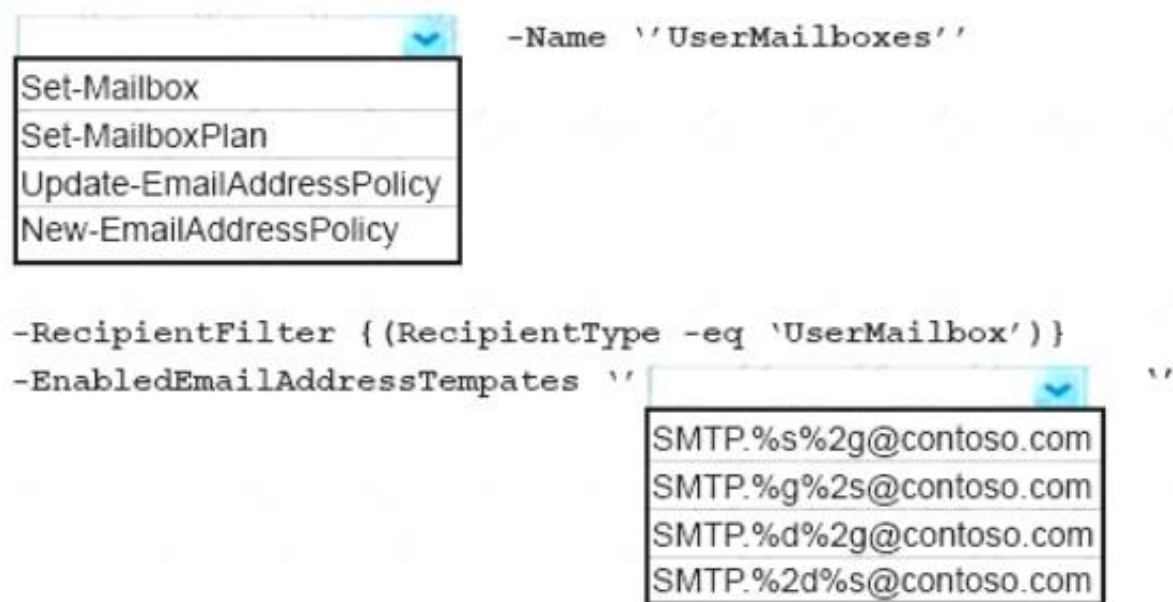 -Name ‘‘UserMailboxes’’
Set-Mailbox
Set-MailboxPlan
Update-EmailAddressPolicy
New-EmailAddressPolicy
-RecipientFilter {(RecipientType -eq ‘UserMailbox’)}
-EnabledEmailAddressTempates ‘‘ ‘‘
SMTP.%s%2g@contoso.com
SMTP.%g%2s@contoso.com
SMTP.%d%2g@contoso.com
SMTP.%2d%s@contoso.com